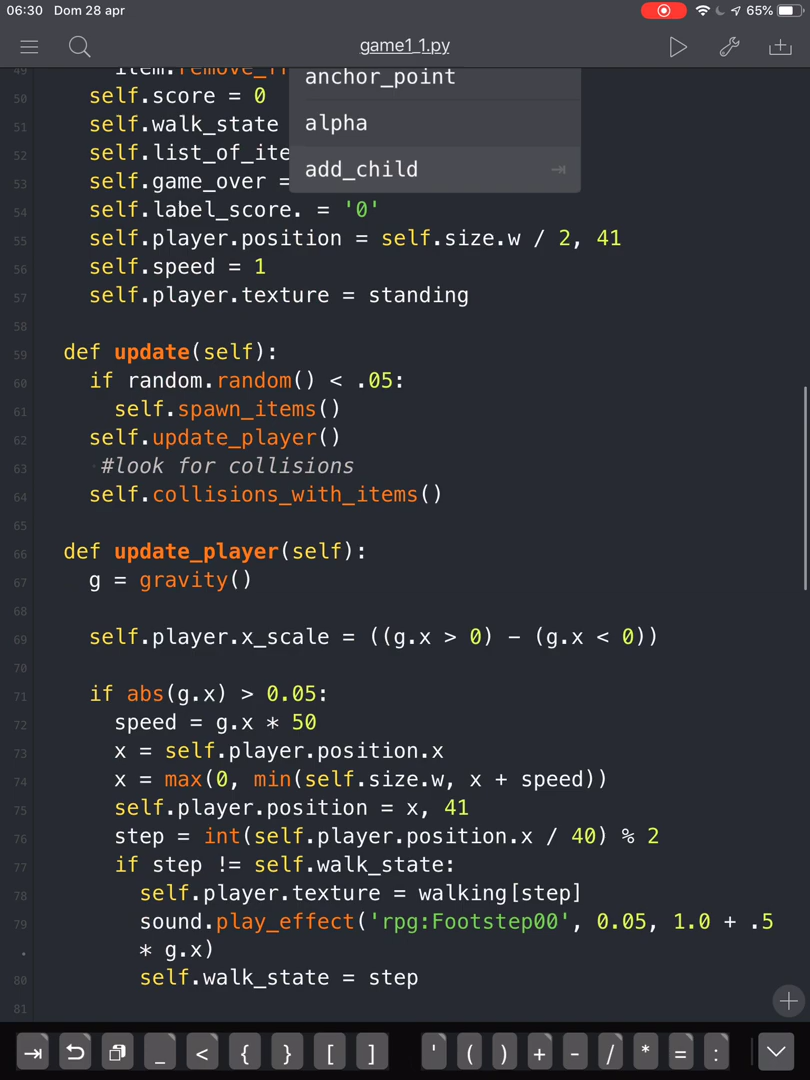 06:30 Dom 28 apr 65%
game1_1.py
49
anchor_point
50 self.score = 0
51 self.walk_state
alpha
52 self.list_of_ite
add_child
53 self.game_over =
54 self.label_score. = '0'
55 self.player.position = self.size.w / 2, 41
56 self.speed = 1
57 self.player.texture = standing
58
59 def update(self):
60 if random.random() < .05:
61 self.spawn_items()
62 self.update_player()
63 #look for collisions
64 self.collisions_with_items()
65
66 def update_player(self):
67 g = gravity()
68
69 self.player.x_scale = ((g.x > 0) - (g.x < 0))
70
71 if abs(g.x) > 0.05:
72 speed = g.x * 50
73 x = self.player.position.x
74 x = max(0, min(self.size.w, x + speed))
75 self.player.position = x, 41
76 step = int(self.player.position.x / 40) % 2
77 if step != self.walk_state:
78 self.player.texture = walking[step]
79 sound.play_effect('rpg:Footstep00', 0.05, 1.0 + .5
* g.x)
80 self.walk_state = step
81
_ < { } [ ] ' ( ) + - / * = :